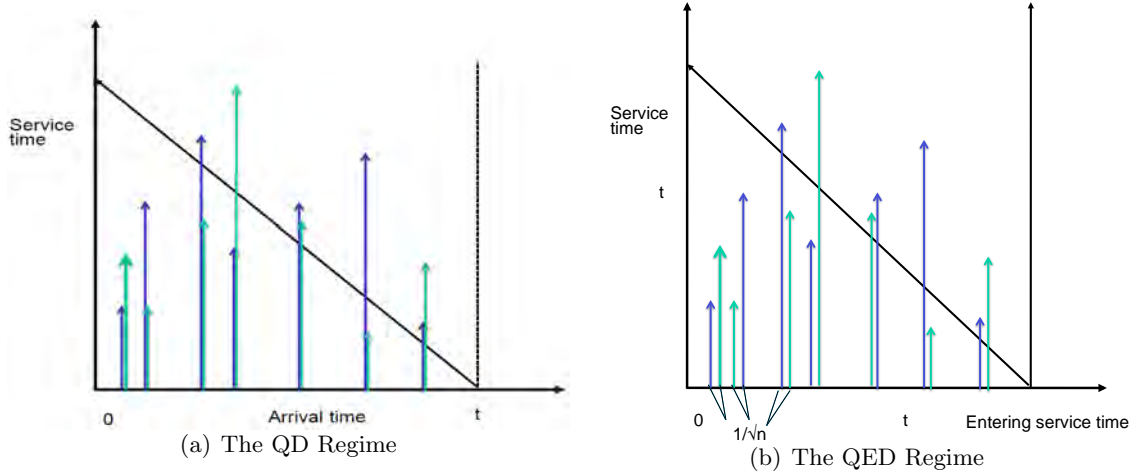 Service
time
0
Arrival time
t
(a) The QD Regime
Service
time
t
0
t
Entering service time
1/√n
(b) The QED Regime